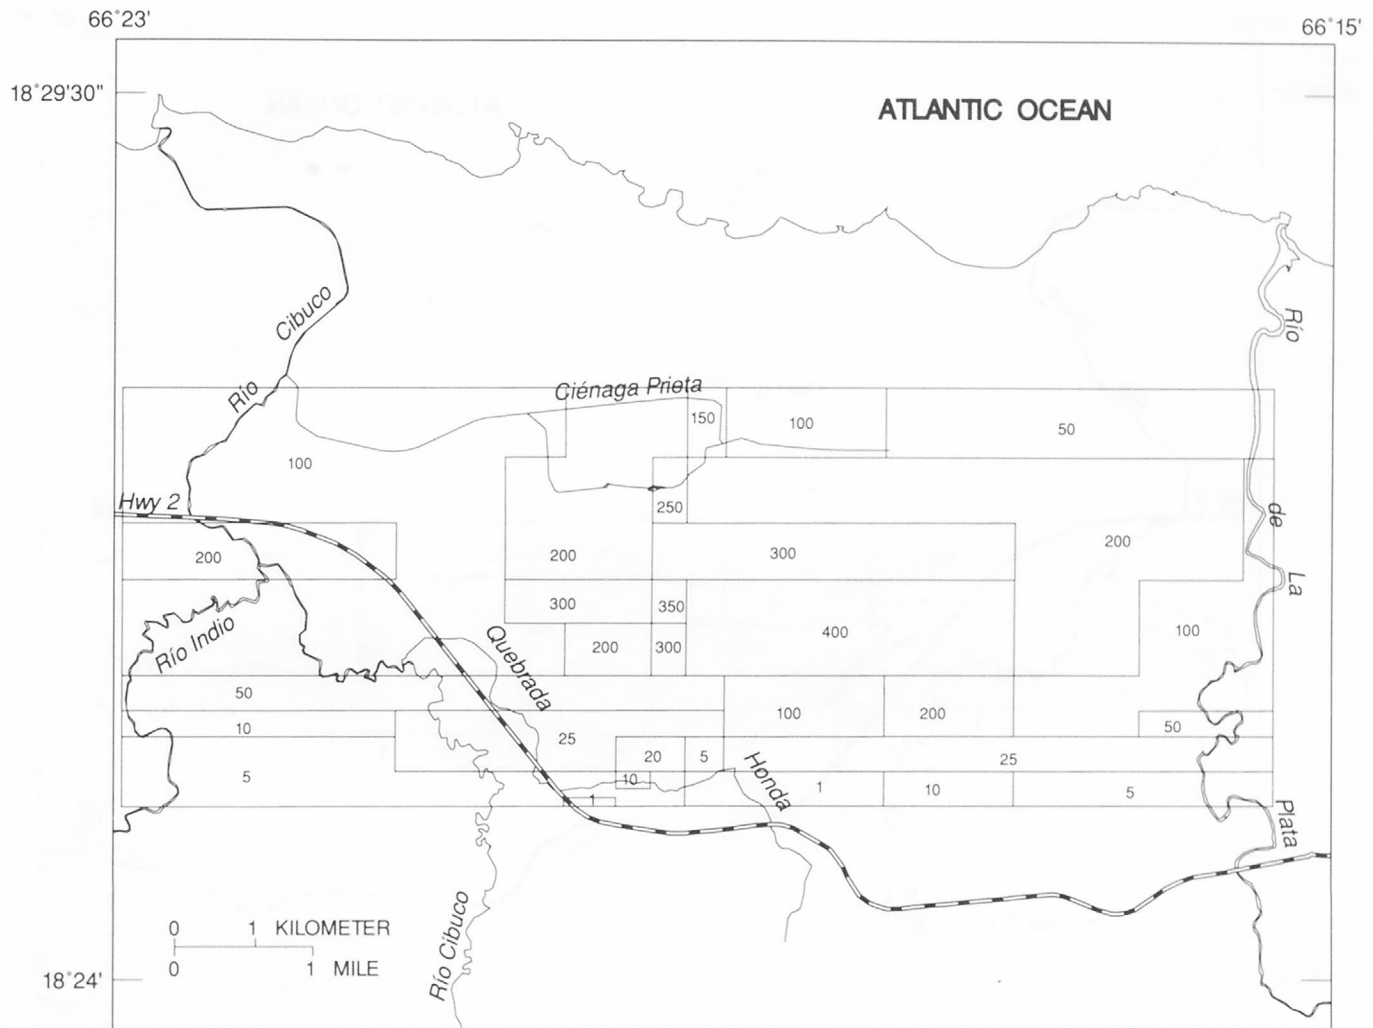 66°23'
66°15'
18°29'30"
ATLANTIC OCEAN
Río
Cibuco
Río
Ciénaga Prieta
150
100
50
100
Hwy 2
250
de
200
200
300
200
La
300
350
Río Indio
200
300
400
100
Quebrada
50
10
25
100
200
50
20
5
25
5
10
1
Honda
1
10
5
Plata
Río Cibuco
0 1 KILOMETER
0 1 MILE
18°24'